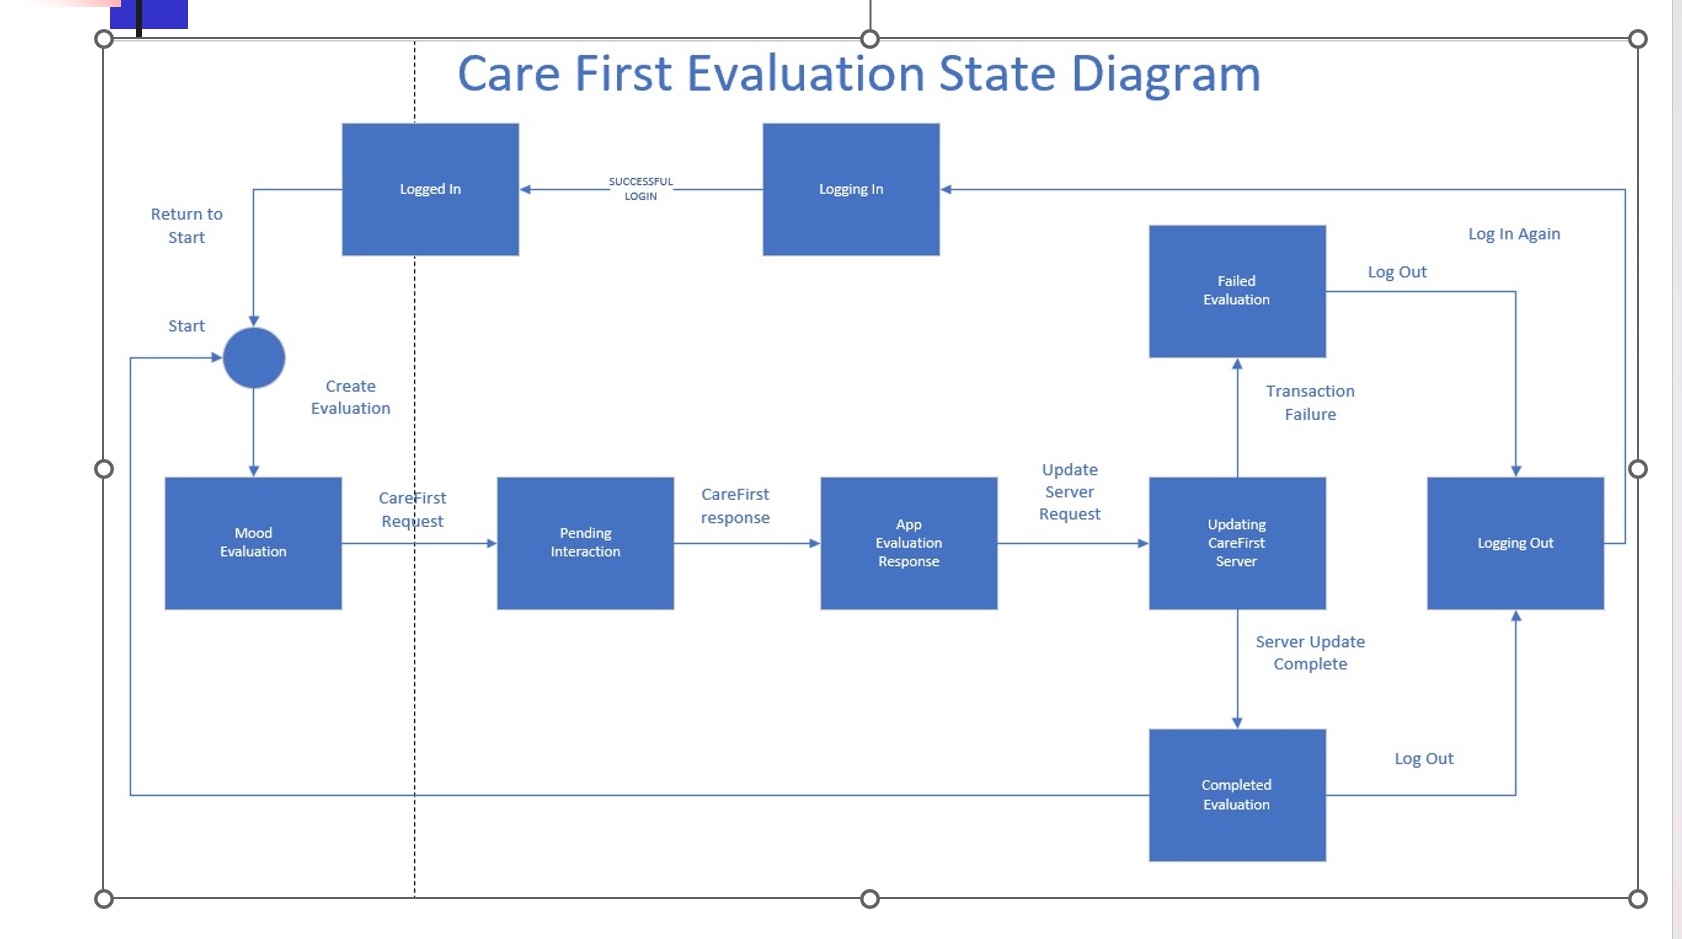 Care First Evaluation State Diagram
Logged In
SUCCESSFUL
LOGIN
Logging In
Return to
Start
Log In Again
Failed
Evaluation
Log Out
Start
Create
Evaluation
Transaction
Failure
Mood
Evaluation
CareFirst
Request
Pending
Interaction
CareFirst
response
App
Evaluation
Response
Update
Server
Request
Updating
CareFirst
Server
Logging Out
Server Update
Complete
Completed
Evaluation
Log Out